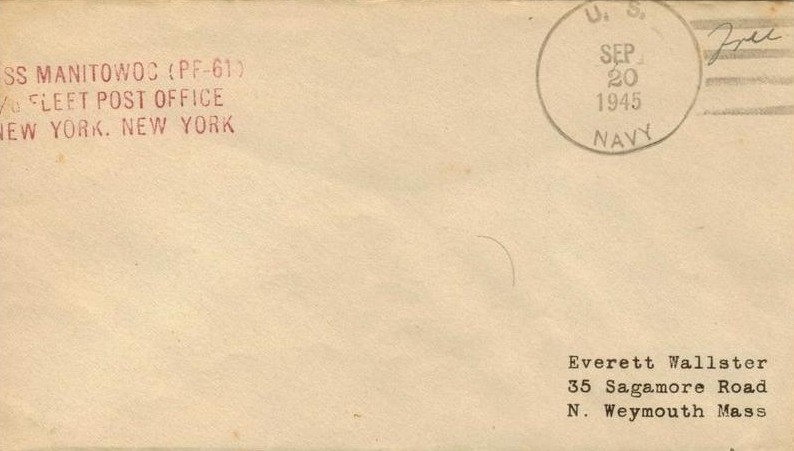 SS MANITOWOC (PF-61)
FLEET POST OFFICE
NEW YORK. NEW YORK
U. S.
SEP
20
1945
NAVY
Free
Everett Wallster
35 Sagamore Road
N. Weymouth Mass